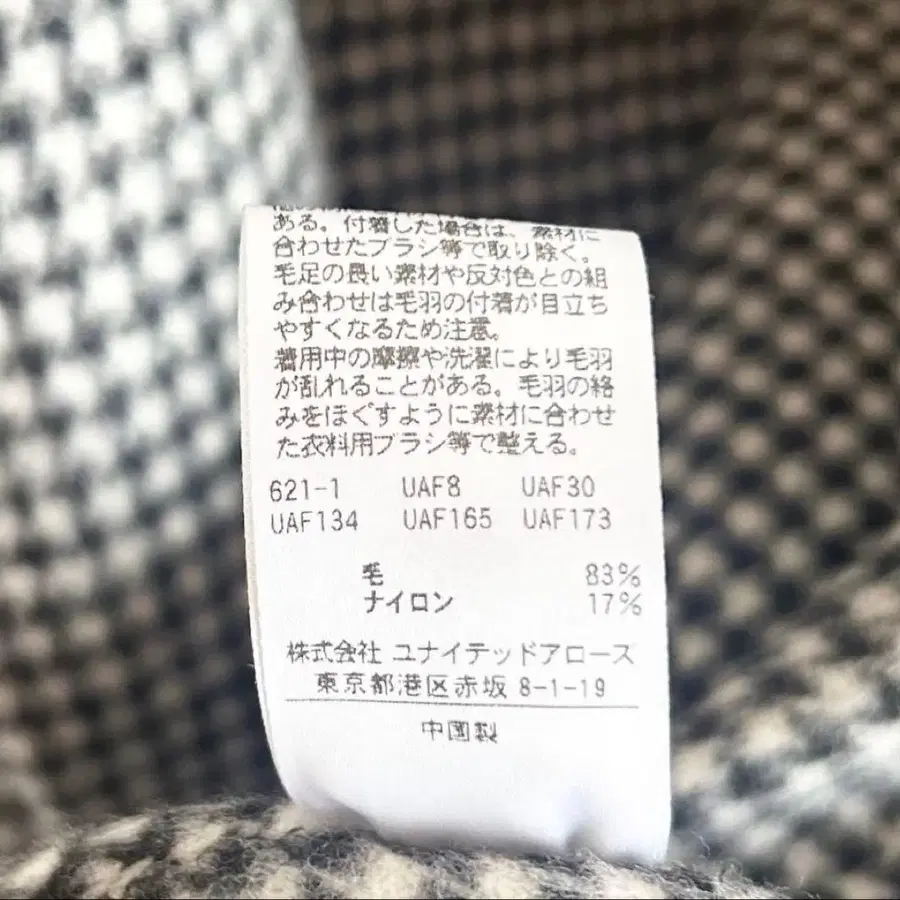 ある。付着した場合は、素材に
合わせたブラシ等で取り除く。
毛足の長い素材や反対色との組
み合わせは毛羽の付着が目立ち
やすくなるため注意。
着用中の摩擦や洗濯により毛羽
が乱れることがある。毛羽の絡
みをほぐすように素材に合わせ
た衣料用ブラシ等で整える。
621-1 UAF8 UAF30
UAF134 UAF165 UAF173
毛 83%
ナイロン 17%
株式会社 ユナイテッドアローズ
東京都港区赤坂 8-1-19
中国製